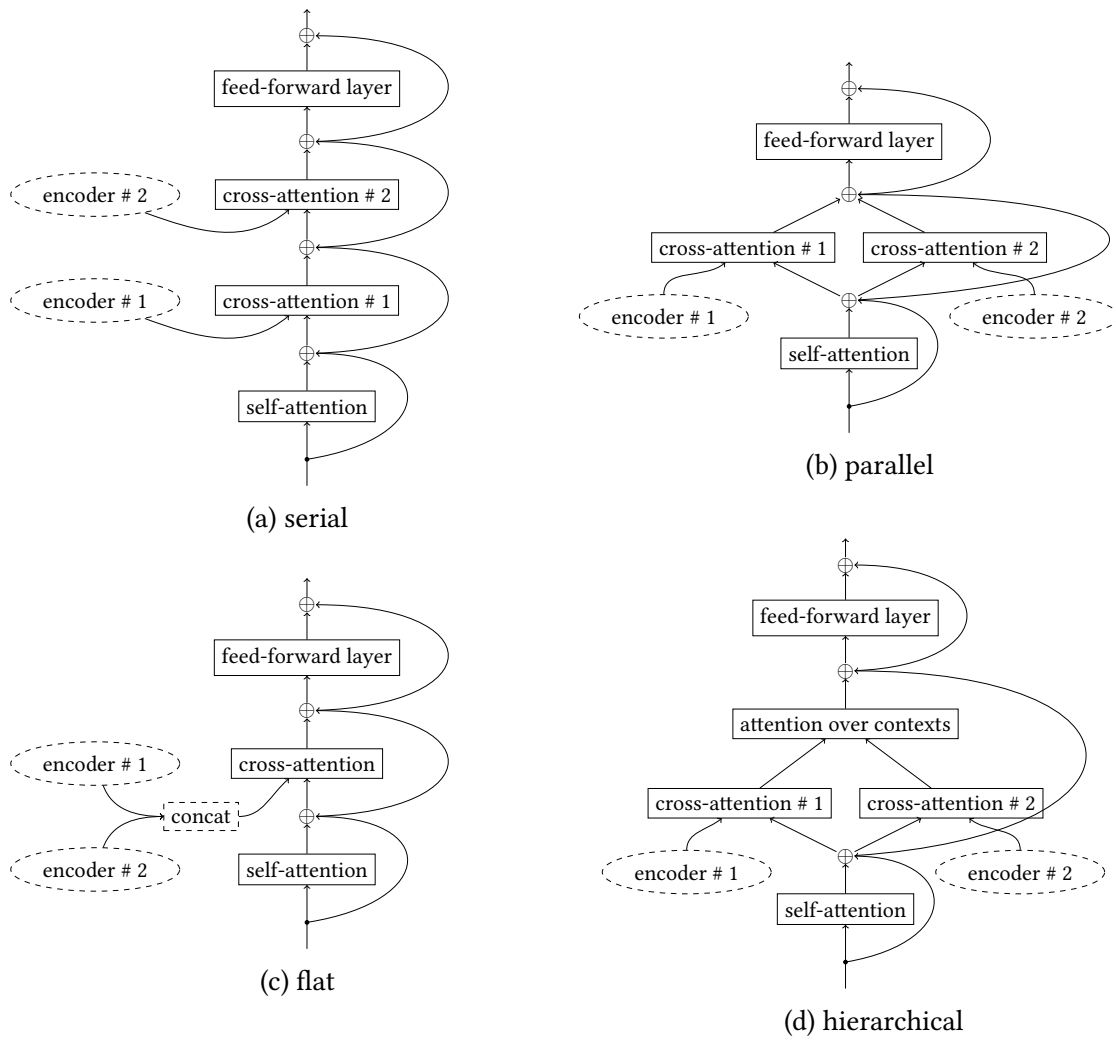 feed-forward layer
encoder # 2
cross-attention # 2
encoder # 1
cross-attention # 1
self-attention
(a) serial
feed-forward layer
cross-attention # 1
cross-attention # 2
encoder # 1
encoder # 2
self-attention
(b) parallel
feed-forward layer
encoder # 1
cross-attention
concat
encoder # 2
self-attention
(c) flat
feed-forward layer
attention over contexts
cross-attention # 1
cross-attention # 2
encoder # 1
encoder # 2
self-attention
(d) hierarchical